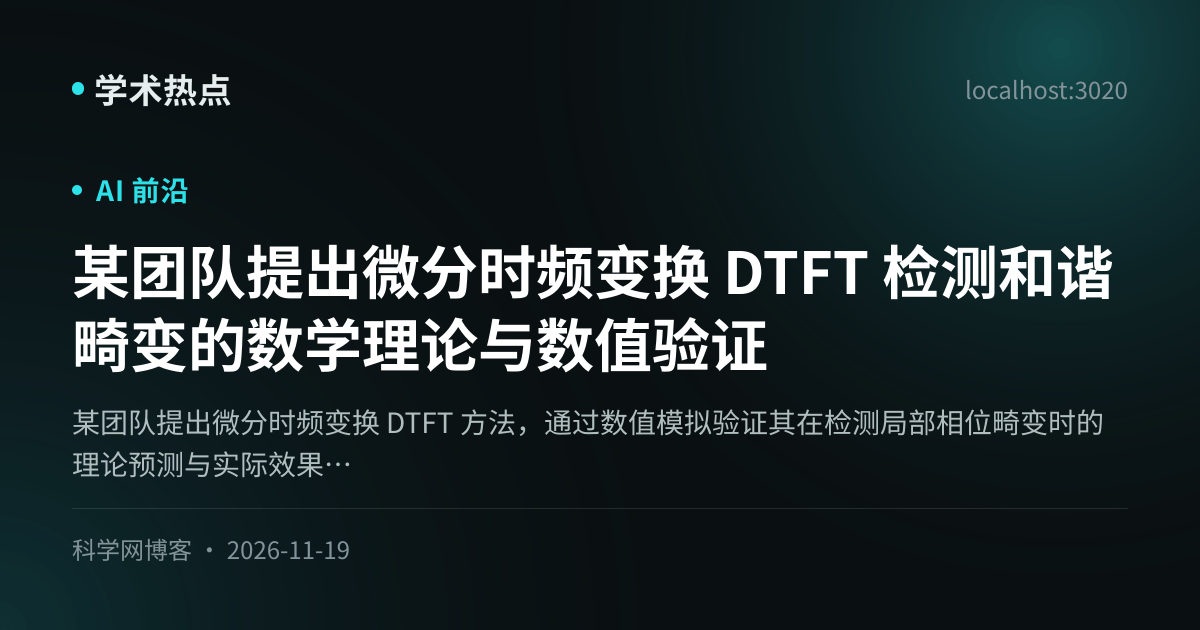 学术热点
localhost:3020
AI 前沿
某团队提出微分时频变换 DTFT 检测和谐
畸变的数学理论与数值验证
某团队提出微分时频变换 DTFT 方法，通过数值模拟验证其在检测局部相位畸变时的
理论预测与实际效果…
科学网博客 · 2026-11-19